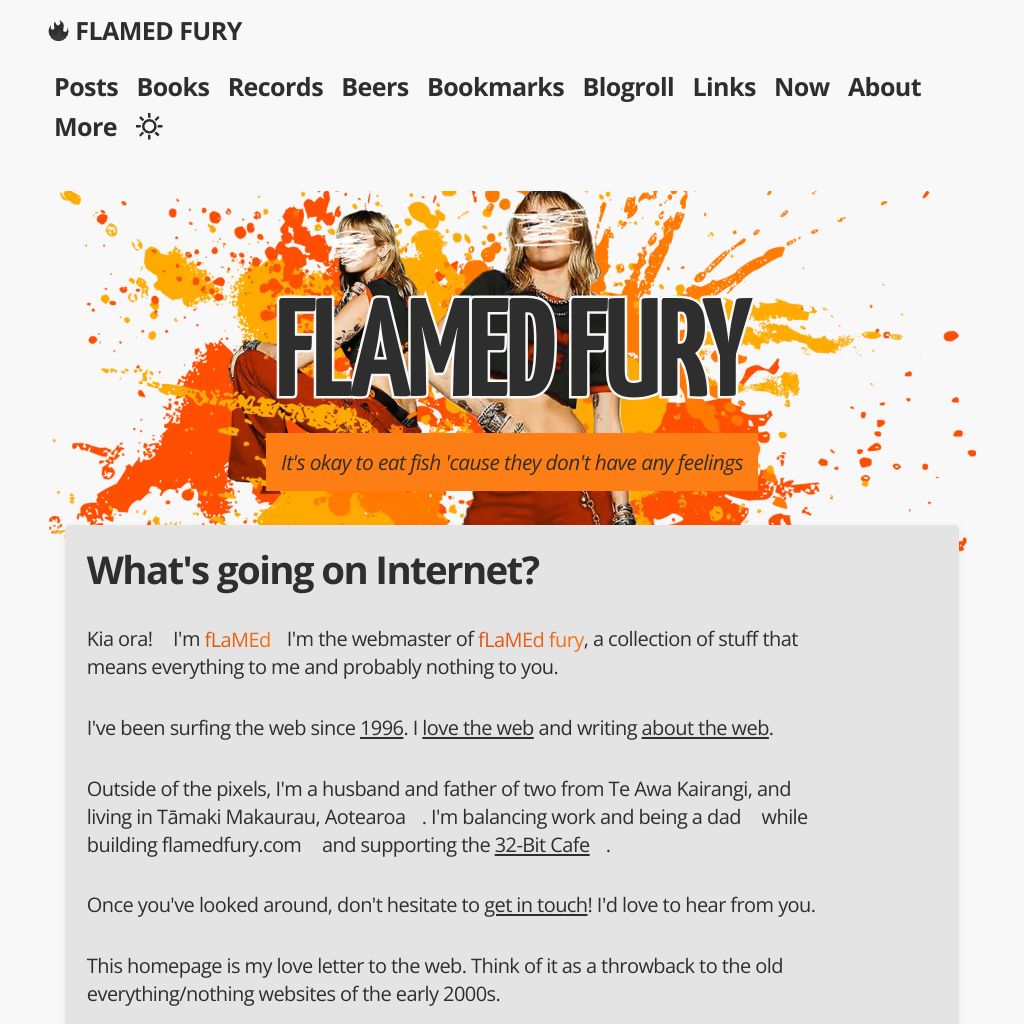 FLAMED FURY
Posts Books Records Beers Bookmarks Blogroll Links Now About
More
FLAMED FURY
It's okay to eat fish 'cause they don't have any feelings
What's going on Internet?
Kia ora! I'm fLaMEd I'm the webmaster of fLaMEd fury, a collection of stuff that
means everything to me and probably nothing to you.
I've been surfing the web since 1996. I love the web and writing about the web.
Outside of the pixels, I'm a husband and father of two from Te Awa Kairangi, and
living in Tāmaki Makaurau, Aotearoa . I'm balancing work and being a dad while
building flamedfury.com and supporting the 32-Bit Cafe .
Once you've looked around, don't hesitate to get in touch! I'd love to hear from you.
This homepage is my love letter to the web. Think of it as a throwback to the old
everything/nothing websites of the early 2000s.